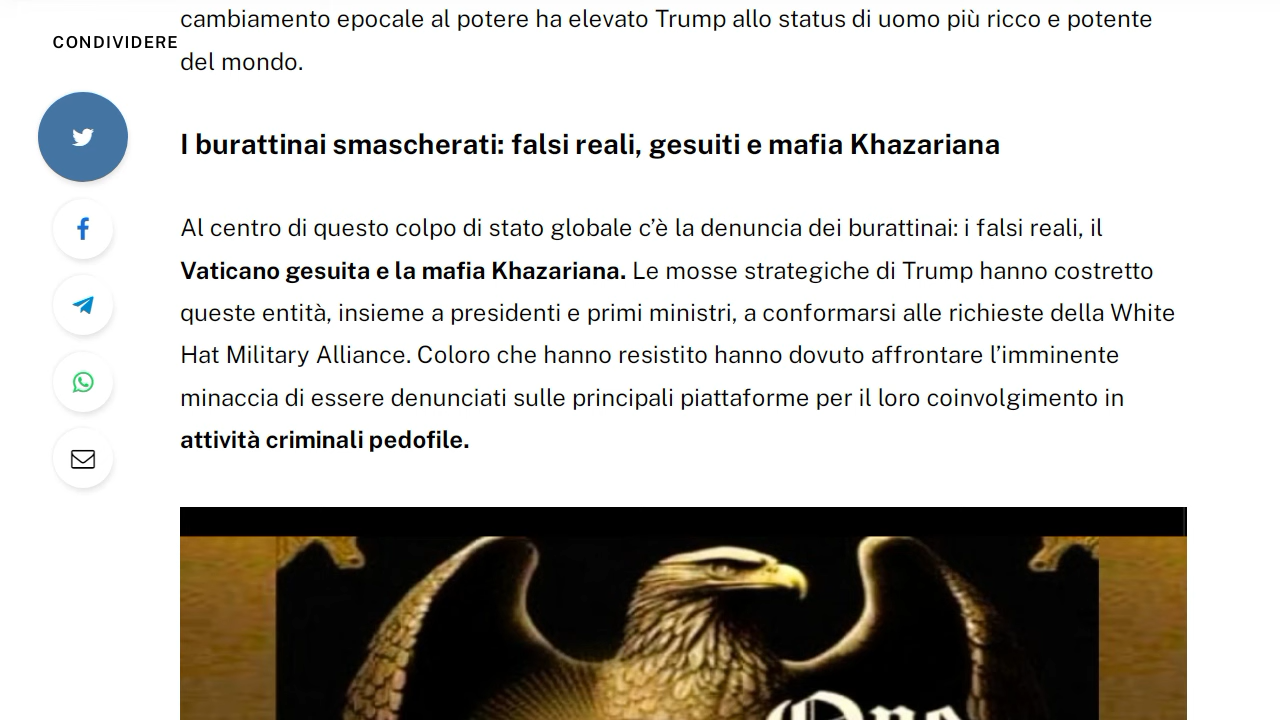 cambiamento epocale al potere ha elevato Trump allo status di uomo più ricco e potente
CONDIVIDERE
del mondo.
I burattinai smascherati: falsi reali, gesuiti e mafia Khazariana
Al centro di questo colpo di stato globale c’è la denuncia dei burattinai: i falsi reali, il
Vaticano gesuita e la mafia Khazariana. Le mosse strategiche di Trump hanno costretto
queste entità, insieme a presidenti e primi ministri, a conformarsi alle richieste della White
Hat Military Alliance. Coloro che hanno resistito hanno dovuto affrontare l’imminente
minaccia di essere denunciati sulle principali piattaforme per il loro coinvolgimento in
attività criminali pedofile.
One